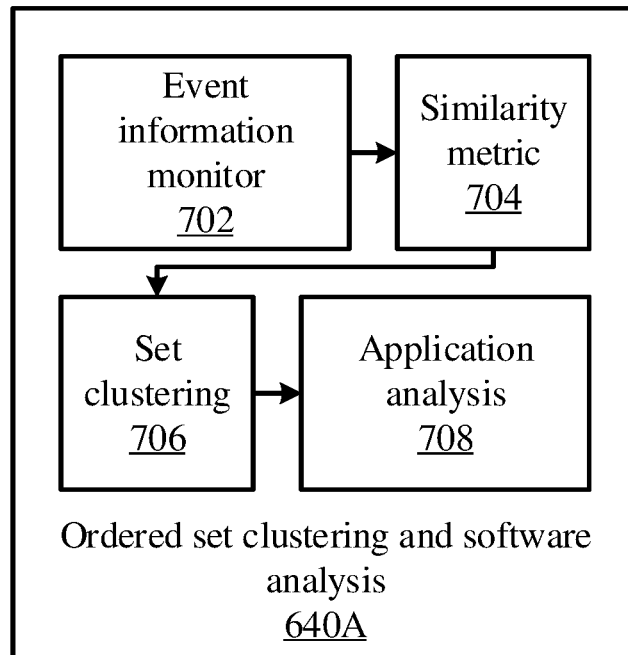 Event
information
monitor
702
Similarity
metric
704
Set
clustering
706
Application
analysis
708
Ordered set clustering and software
analysis
640A